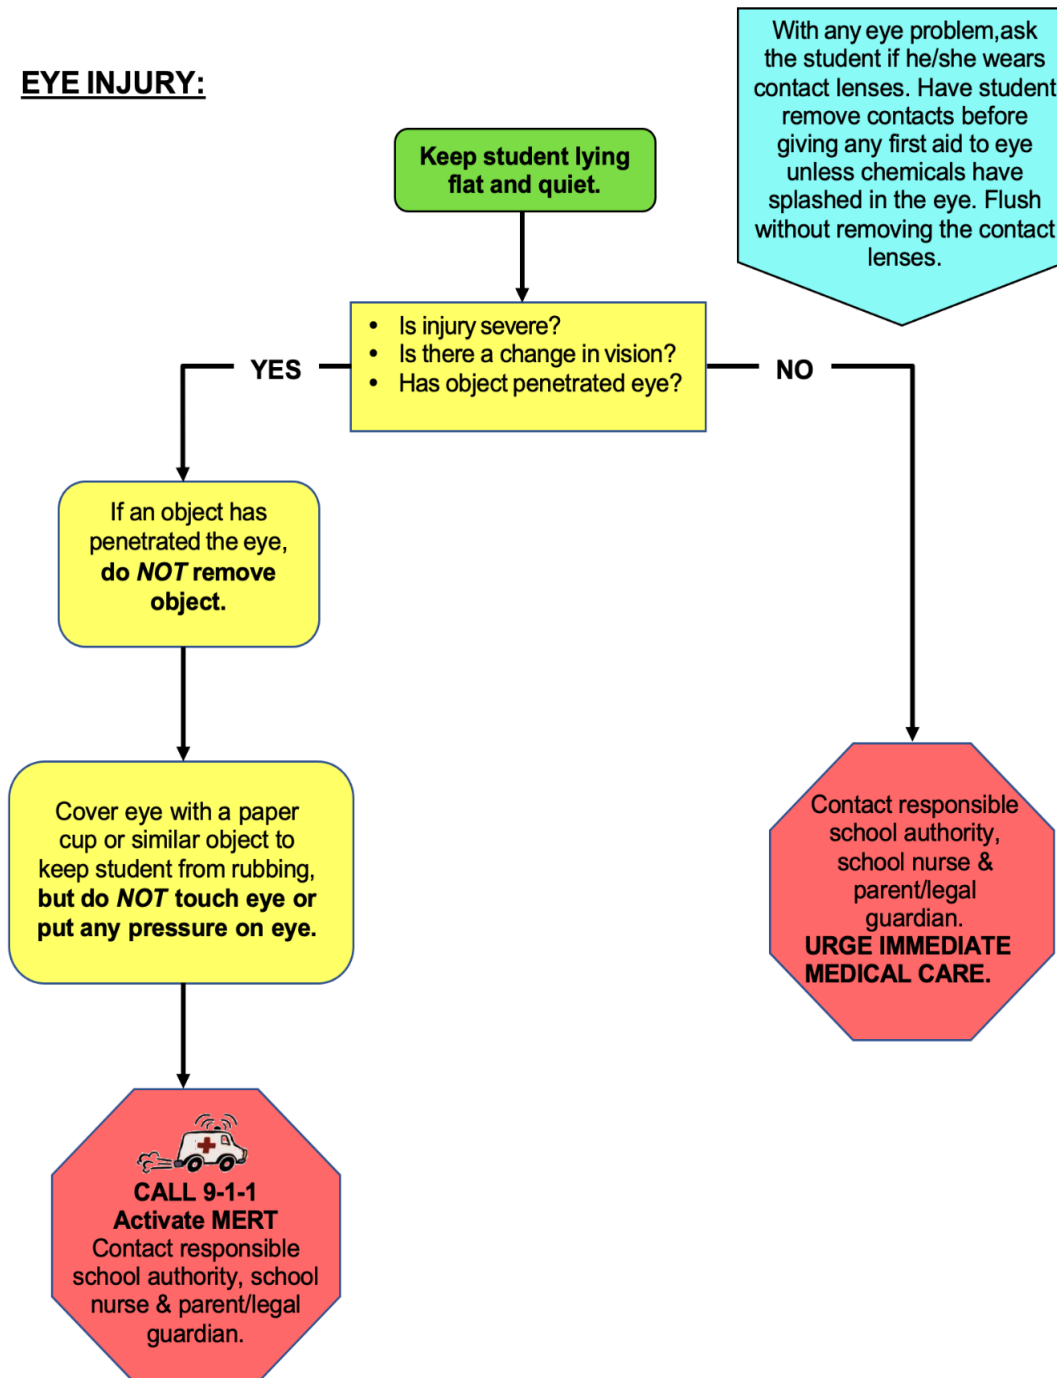 EYE INJURY:
With any eye problem,ask
the student if he/she wears
contact lenses. Have student
remove contacts before
giving any first aid to eye
unless chemicals have
splashed in the eye. Flush
without removing the contact
lenses.
Keep student lying
flat and quiet.
• Is injury severe?
• Is there a change in vision?
• Has object penetrated eye?
YES
NO
If an object has
penetrated the eye,
do NOT remove
object.
Cover eye with a paper
cup or similar object to
keep student from rubbing,
but do NOT touch eye or
put any pressure on eye.
Contact responsible
school authority,
school nurse &
parent/legal
guardian.
URGE IMMEDIATE
MEDICAL CARE.
CALL 9-1-1
Activate MERT
Contact responsible
school authority, school
nurse & parent/legal
guardian.